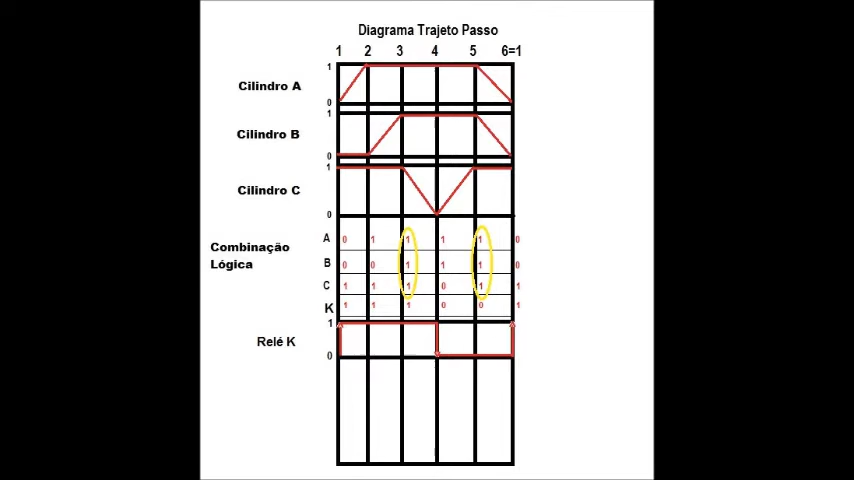 Diagrama Trajeto Passo
1 2 3 4 5 6=1
1
Cilindro A
0
1
Cilindro B
0
1
Cilindro C
0
A 0 1 1 1 1 0
Combinação
Lógica
B 0 0 1 1 1 0
C 1 1 1 0 1 1
K 1 1 1 0 0 1
1
Relé K
0